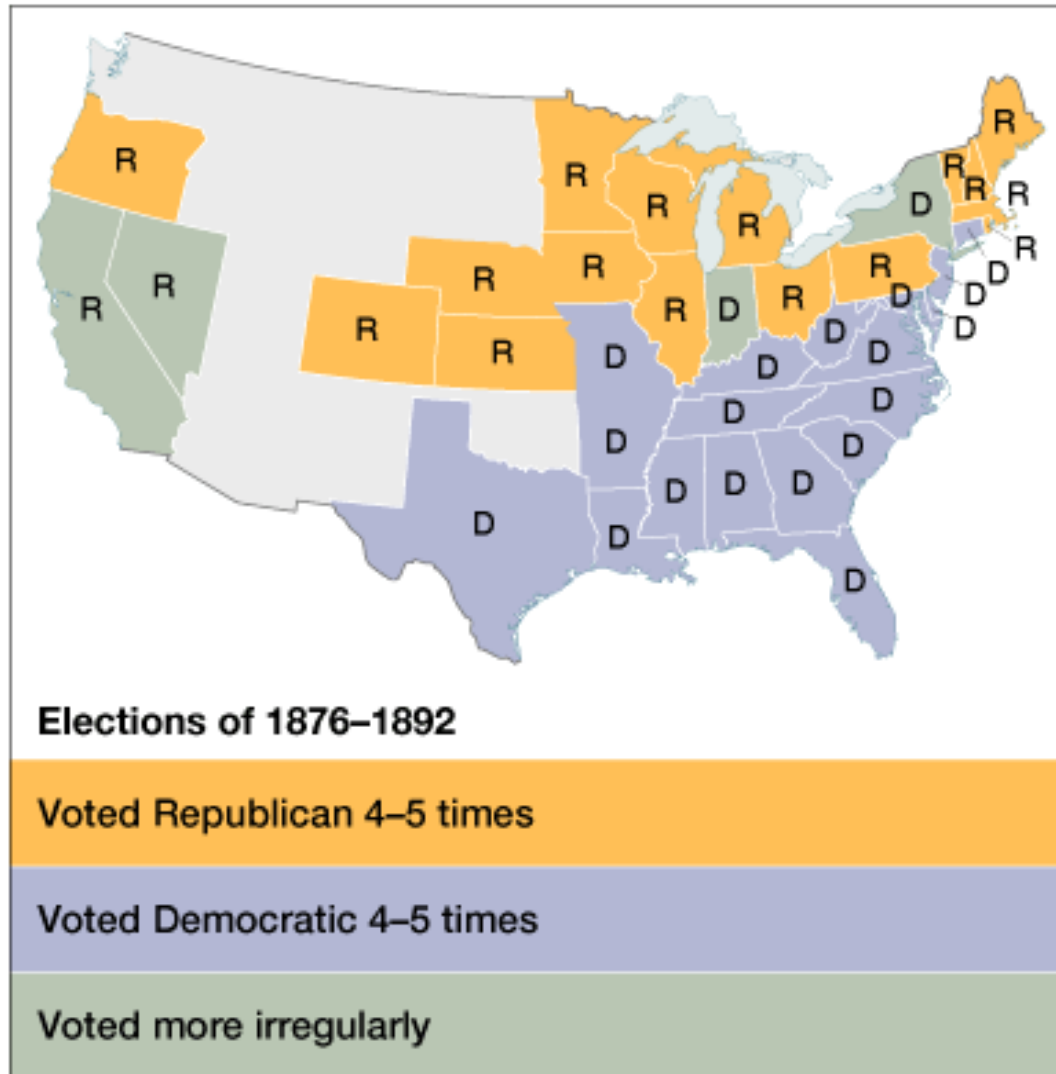 R
R
R
R
R
R
D
R
R
R
R
R
D
R
R
D
D
R
R
R
D
R
D
D
R
D
D
D
D
D
D
D
D
D
D
D
D
D
Elections of 1876–1892
Voted Republican 4–5 times
Voted Democratic 4–5 times
Voted more irregularly